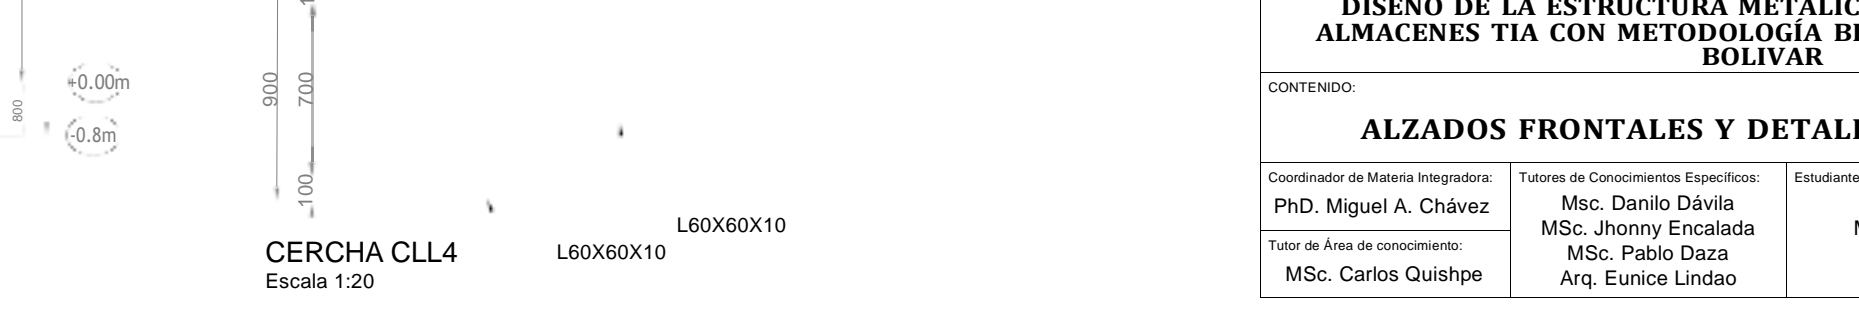 900
700
100
800
+0.00m
-0.8m
L60X60X10
L60X60X10
CERCHA CLL4
Escala 1:20
DISEÑO DE LA ESTRUCTURA
ALMACENES TIA CON METODOLOGÍA
BOLIVAR
CONTENIDO:
ALZADOS FRONTALES Y
Coordinador de Materia Integradora:
PhD. Miguel A. Chávez
Tutor de Área de conocimiento:
MSc. Carlos Quishpe
Tutores de Conocimientos Específicos:
Msc. Danilo Dávila
MSc. Jhonny Encalada
MSc. Pablo Daza
Arq. Eunice Lindao
Estudiante